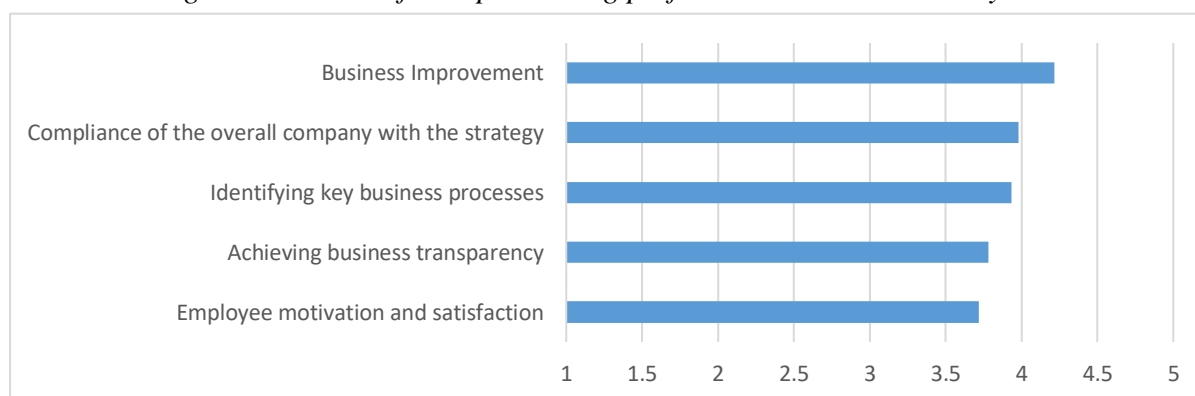 Business Improvement
Compliance of the overall company with the strategy
Identifying key business processes
Achieving business transparency
Employee motivation and satisfaction
1 1.5 2 2.5 3 3.5 4 4.5 5